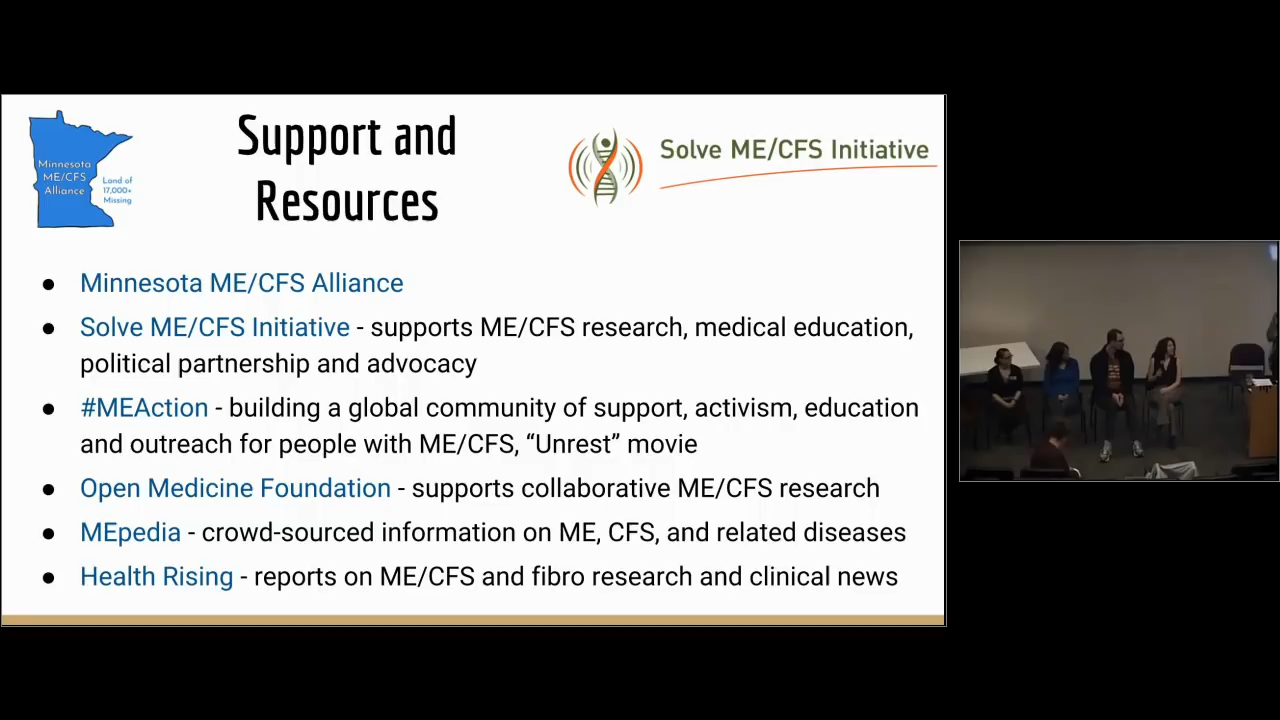 Minnesota
ME/CFS
Alliance
Land of
17,000+
Missing
Support and
Resources
Solve ME/CFS Initiative
● Minnesota ME/CFS Alliance
● Solve ME/CFS Initiative - supports ME/CFS research, medical education,
political partnership and advocacy
● #MEAction - building a global community of support, activism, education
and outreach for people with ME/CFS, “Unrest” movie
● Open Medicine Foundation - supports collaborative ME/CFS research
● MEpedia - crowd-sourced information on ME, CFS, and related diseases
● Health Rising - reports on ME/CFS and fibro research and clinical news